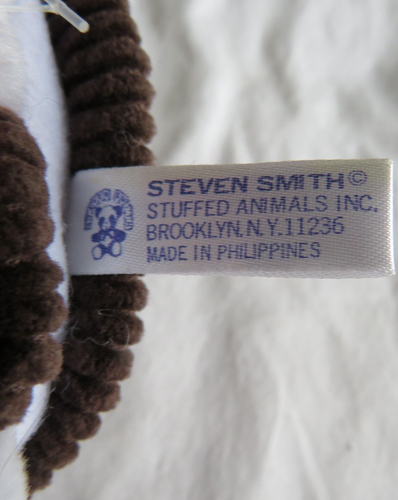 STEVEN SMITH©
STUFFED ANIMALS INC.
BROOKLYN.N.Y.11236
MADE IN PHILIPPINES